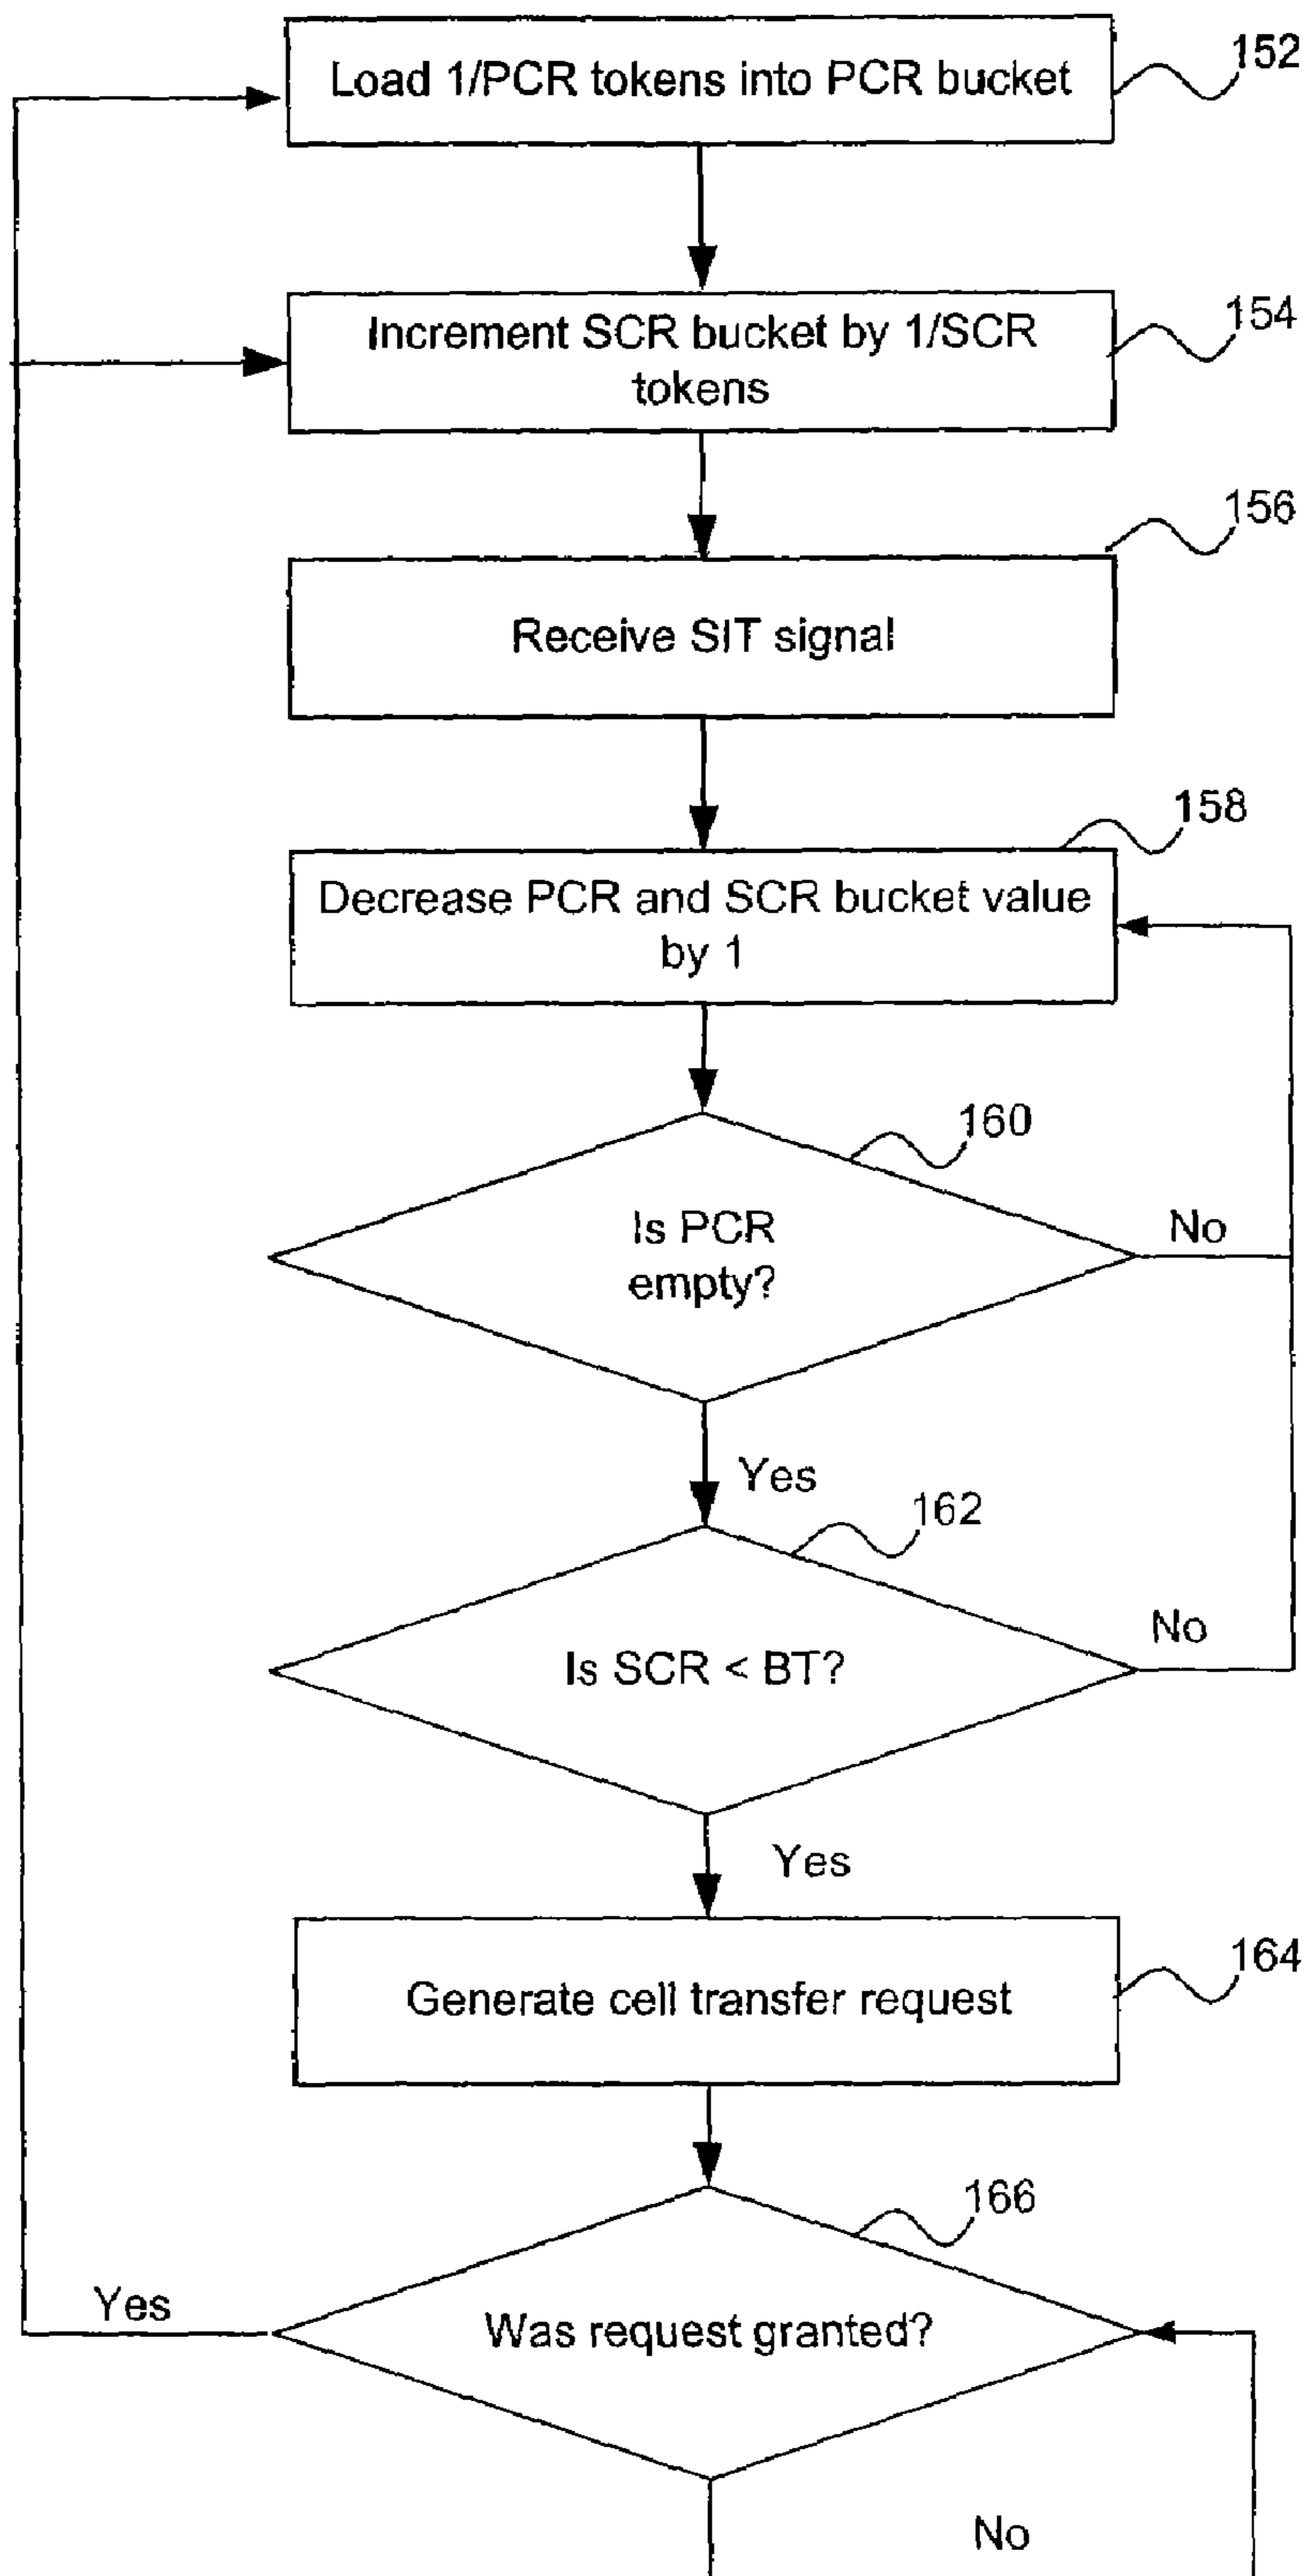 Load 1/PCR tokens into PCR bucket
152
Increment SCR bucket by 1/SCR
tokens
154
156
Receive SIT signal
158
Decrease PCR and SCR bucket value
by 1
160
Is PCR
empty?
No
Yes
162
Is SCR < BT?
No
Yes
Generate cell transfer request
164
166
Yes
Was request granted?
No